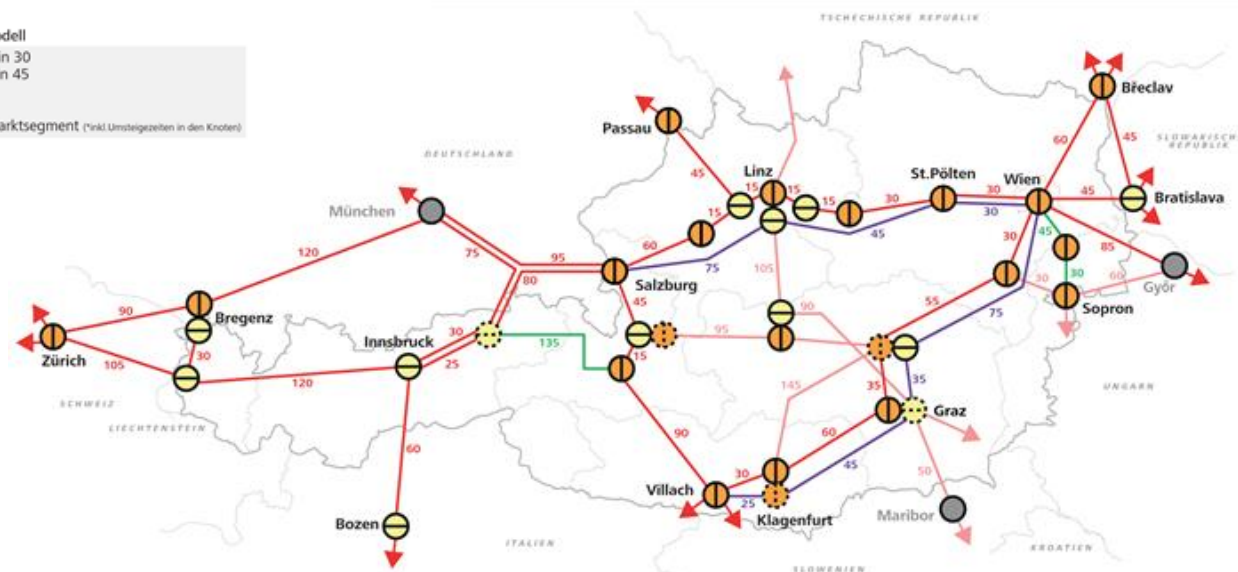 TSCHECHISCHE REPUBLIK
in 30
n 45
Marktsegment (*inkl.Umsteigezeiten in den Knoten)
Břeclav
Passau
45
60
45
SLOWAKISCHE
REPUBLIK
DEUTSCHLAND
Linz
St.Pölten
Wien
15
15
15
15
30
30
45
Bratislava
München
30
45
45
120
75
95
60
75
30
85
80
Salzburg
105
30
30
60
Győr
90
Bregenz
45
90
55
75
Sopron
Zürich
30
Innsbruck
30
135
95
105
25
15
120
35
35
UNGARN
SCHWEIZ
LIECHTENSTEIN
145
Graz
60
90
60
45
50
30
Villach
25
Klagenfurt
Maribor
Bozen
ITALIEN
KROATIEN
SLOWENIEN